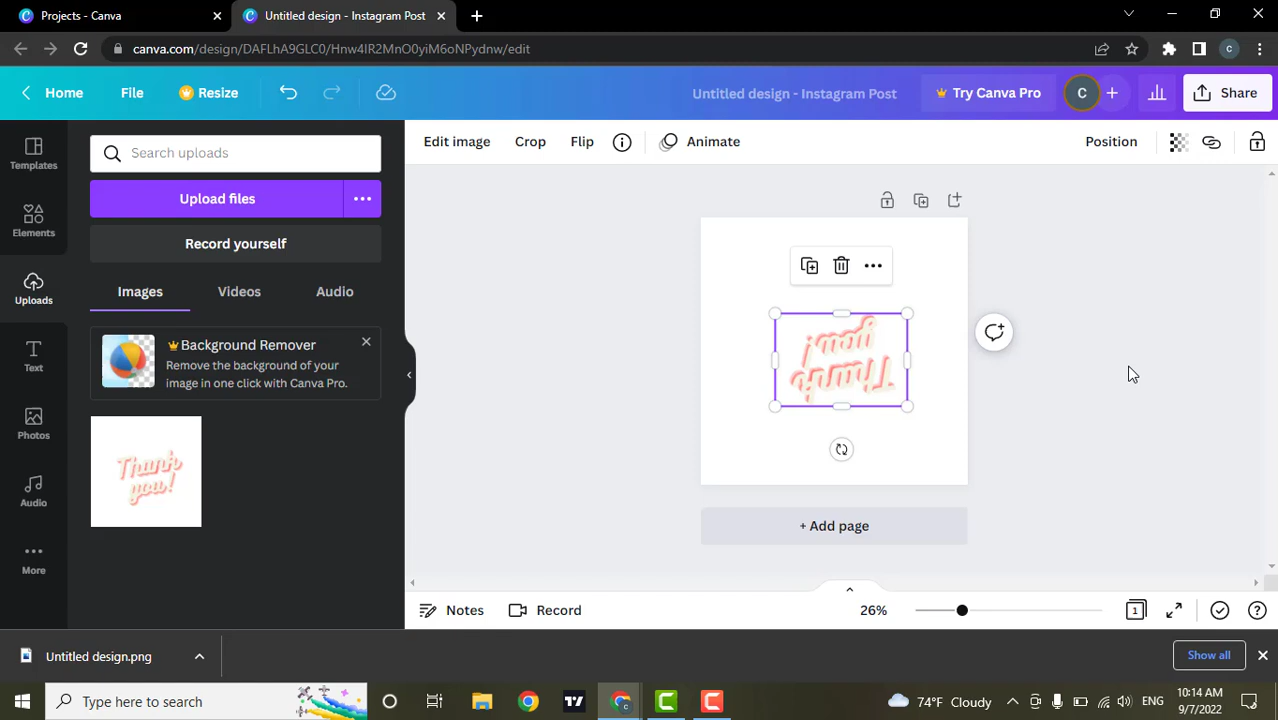 Projects - Canva
Untitled design - Instagram Post
canva.com/design/DAFLhA9GLC0/Hnw4IR2MnO0yiM6oNPydnw/edit
C
Home
File
Resize
Untitled design - Instagram Post
Try Canva Pro
C
Share
Templates
Elements
Uploads
Text
Photos
Audio
More
Search uploads
Upload files
Record yourself
Images
Videos
Audio
Background Remover
Remove the background of your
image in one click with Canva Pro.
Thank
you!
Edit image
Crop
Flip
Animate
Position
Thank
you!
+ Add page
Notes
Record
26%
1
Untitled design.png
Show all
Type here to search
74°F Cloudy
ENG
10:14 AM
9/7/2022